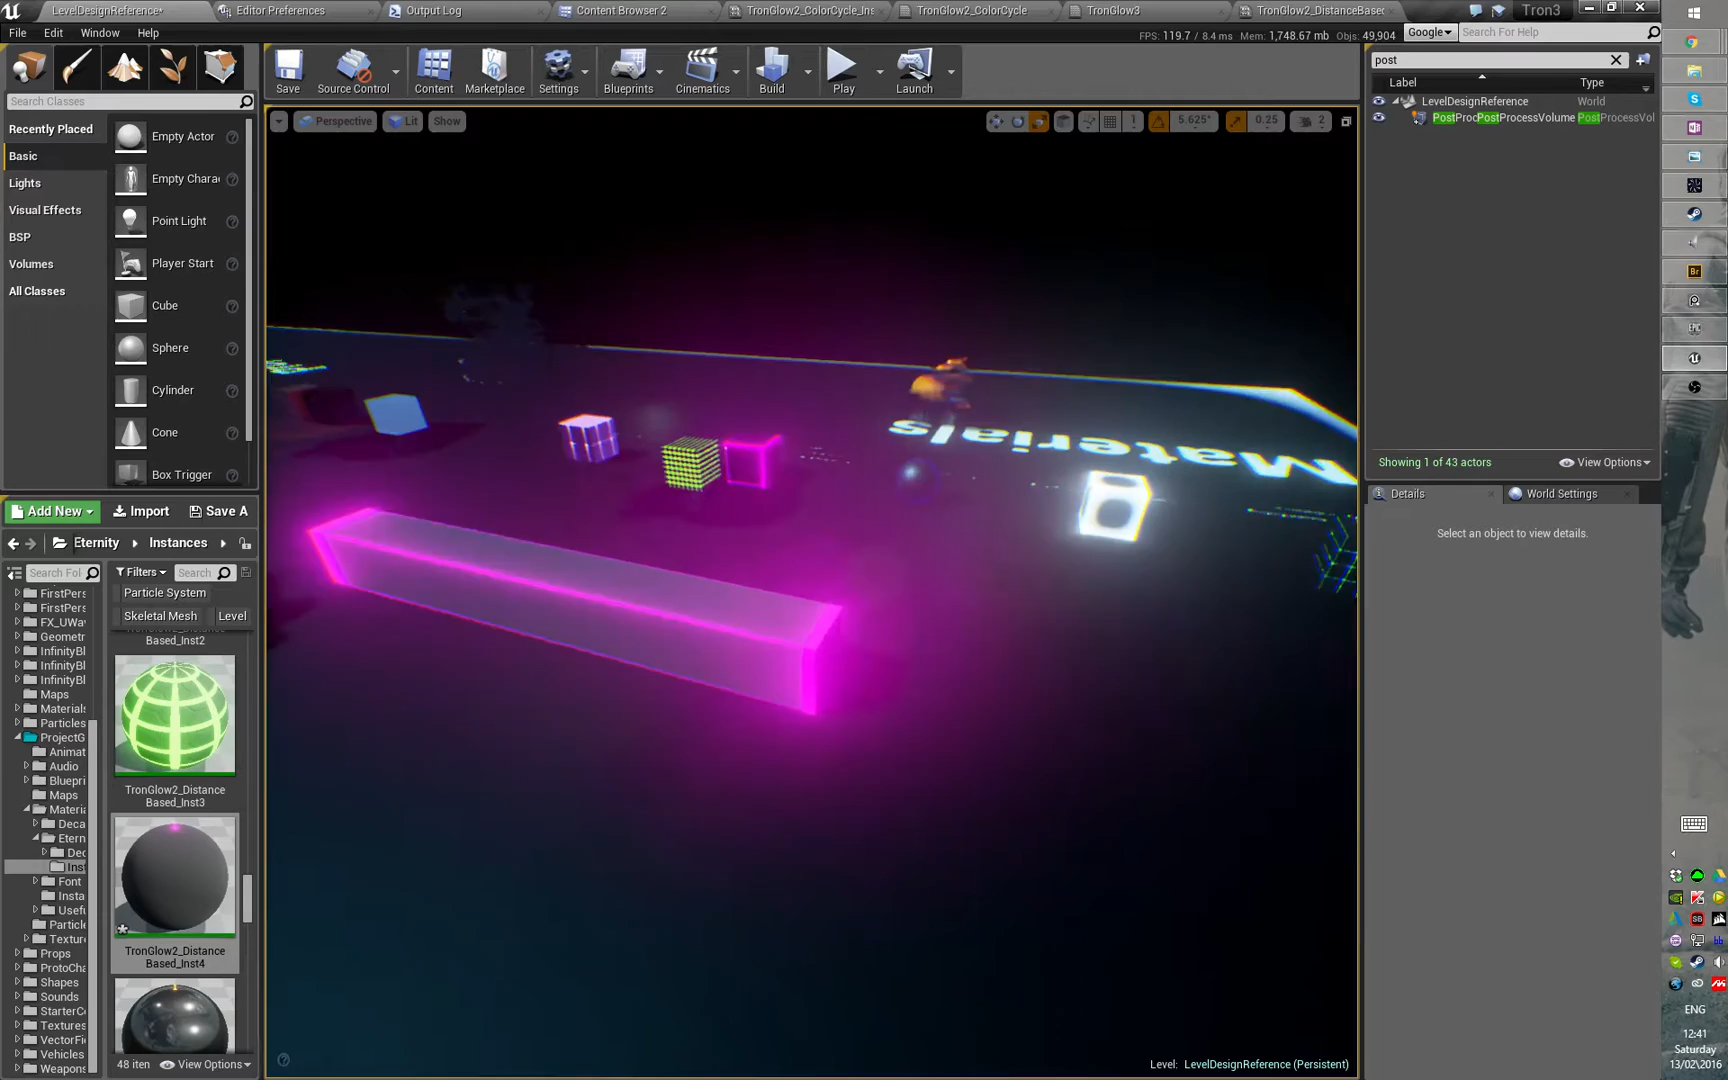 LevelDesignReference*
Editor Preferences
Output Log
Content Browser 2
TronGlow2_ColorCycle_Ins
TronGlow2_ColorCycle
TronGlow3
TronGlow2_DistanceBased
Tron3
File
Edit
Window
Help
FPS: 119.7 / 8.4 ms
Mem: 1,748.67 mb
Objs: 49,904
Google
Search For Help
Save
Source Control
Content
Marketplace
Settings
Blueprints
Cinematics
Build
Play
Launch
post
Label
Type
LevelDesignReference
World
PostProcPostProcessVolume
PostProcessVol
Search Classes
Recently Placed
Basic
Lights
Visual Effects
BSP
Volumes
All Classes
Empty Actor
Empty Chara
Point Light
Player Start
Cube
Sphere
Cylinder
Cone
Box Trigger
Perspective
Lit
Show
1
5.625°
0.25
2
Materials
Showing 1 of 43 actors
View Options
Details
World Settings
Select an object to view details.
Add New
Import
Save A
Eternity
Instances
Search Fol
Filters
Search
Particle System
Skeletal Mesh
Level
FirstPers
FirstPers
FX_UWav
Geometr
InfinityBl
InfinityBl
InfinityBl
Maps
Materials
Particles
ProjectG
Animat
Audio
Bluepri
Maps
Materia
Deca
Etern
Dec
Inst
Font
Insta
Usefu
Particle
Texture
Props
ProtoCha
Shapes
Sounds
StarterCo
Textures
VectorFi
Vehicles
Weapons
Based_Inst2
TronGlow2_Distance
Based_Inst3
TronGlow2_Distance
Based_Inst4
48 iten
View Options
Level: LevelDesignReference (Persistent)
Br
EPIC
ENG
12:41
Saturday
13/02/2016